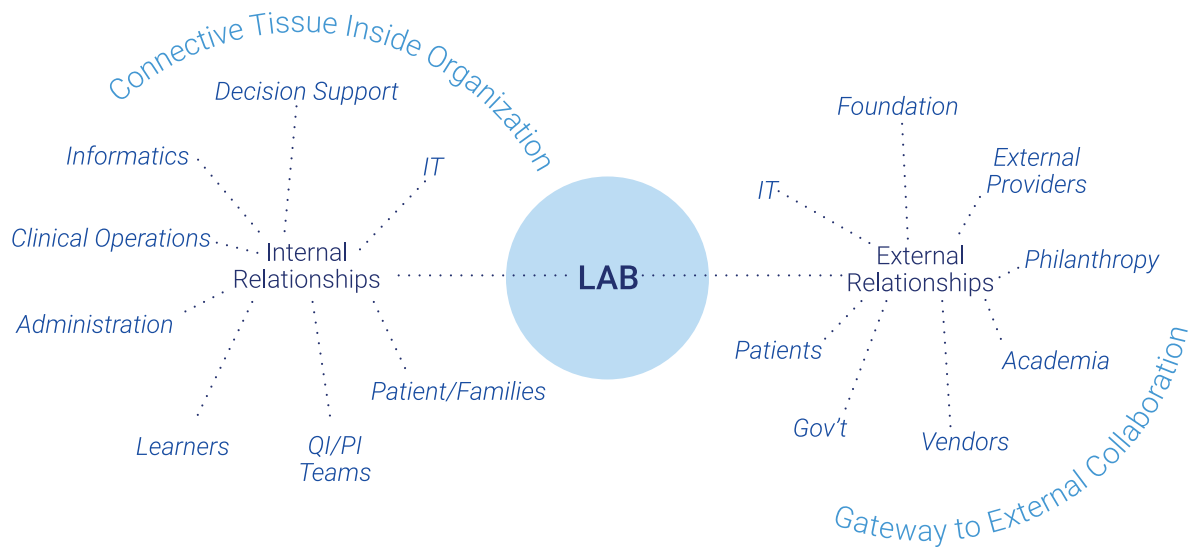 Connective Tissue Inside Organization
Decision Support
Informatics
IT
Clinical Operations
Internal
Relationships
Administration
Patient/Families
Learners
QI/PI
Teams
LAB
Foundation
External
Providers
IT
External
Relationships
Philanthropy
Patients
Academia
Gov’t
Vendors
Gateway to External Collaboration